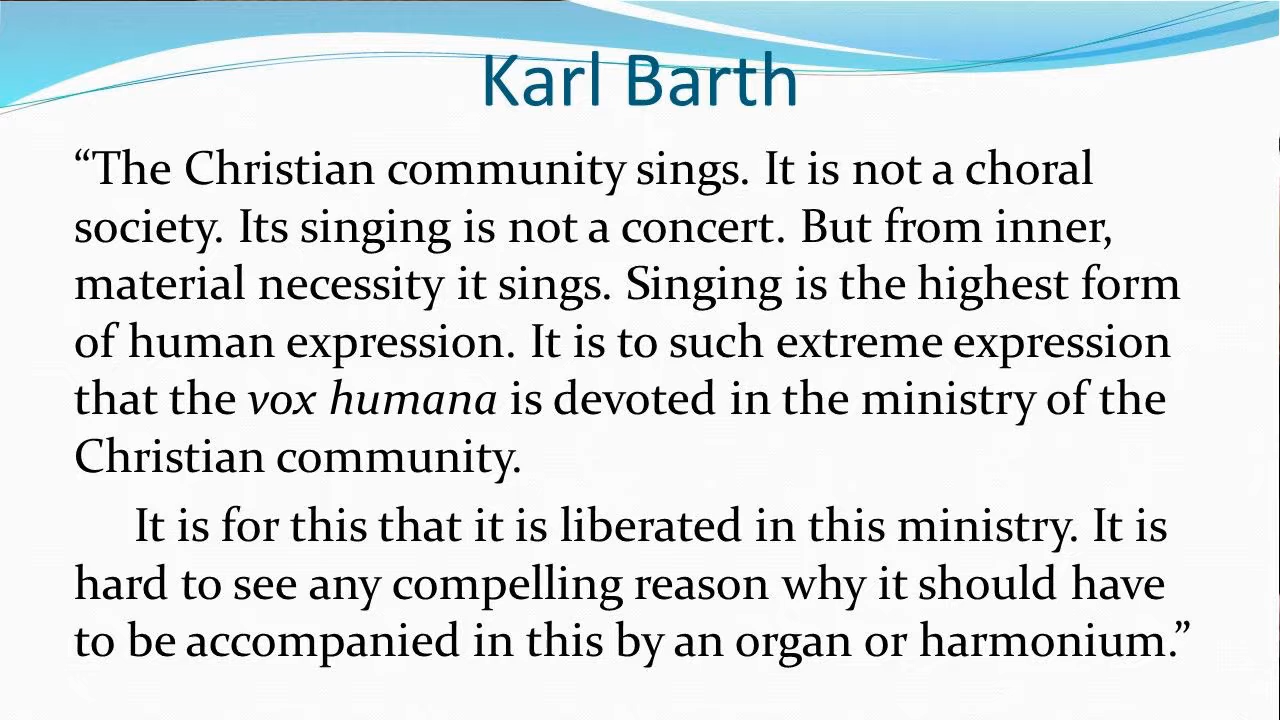 Karl Barth
“The Christian community sings. It is not a choral
society. Its singing is not a concert. But from inner,
material necessity it sings. Singing is the highest form
of human expression. It is to such extreme expression
that the vox humana is devoted in the ministry of the
Christian community.
It is for this that it is liberated in this ministry. It is
hard to see any compelling reason why it should have
to be accompanied in this by an organ or harmonium.”